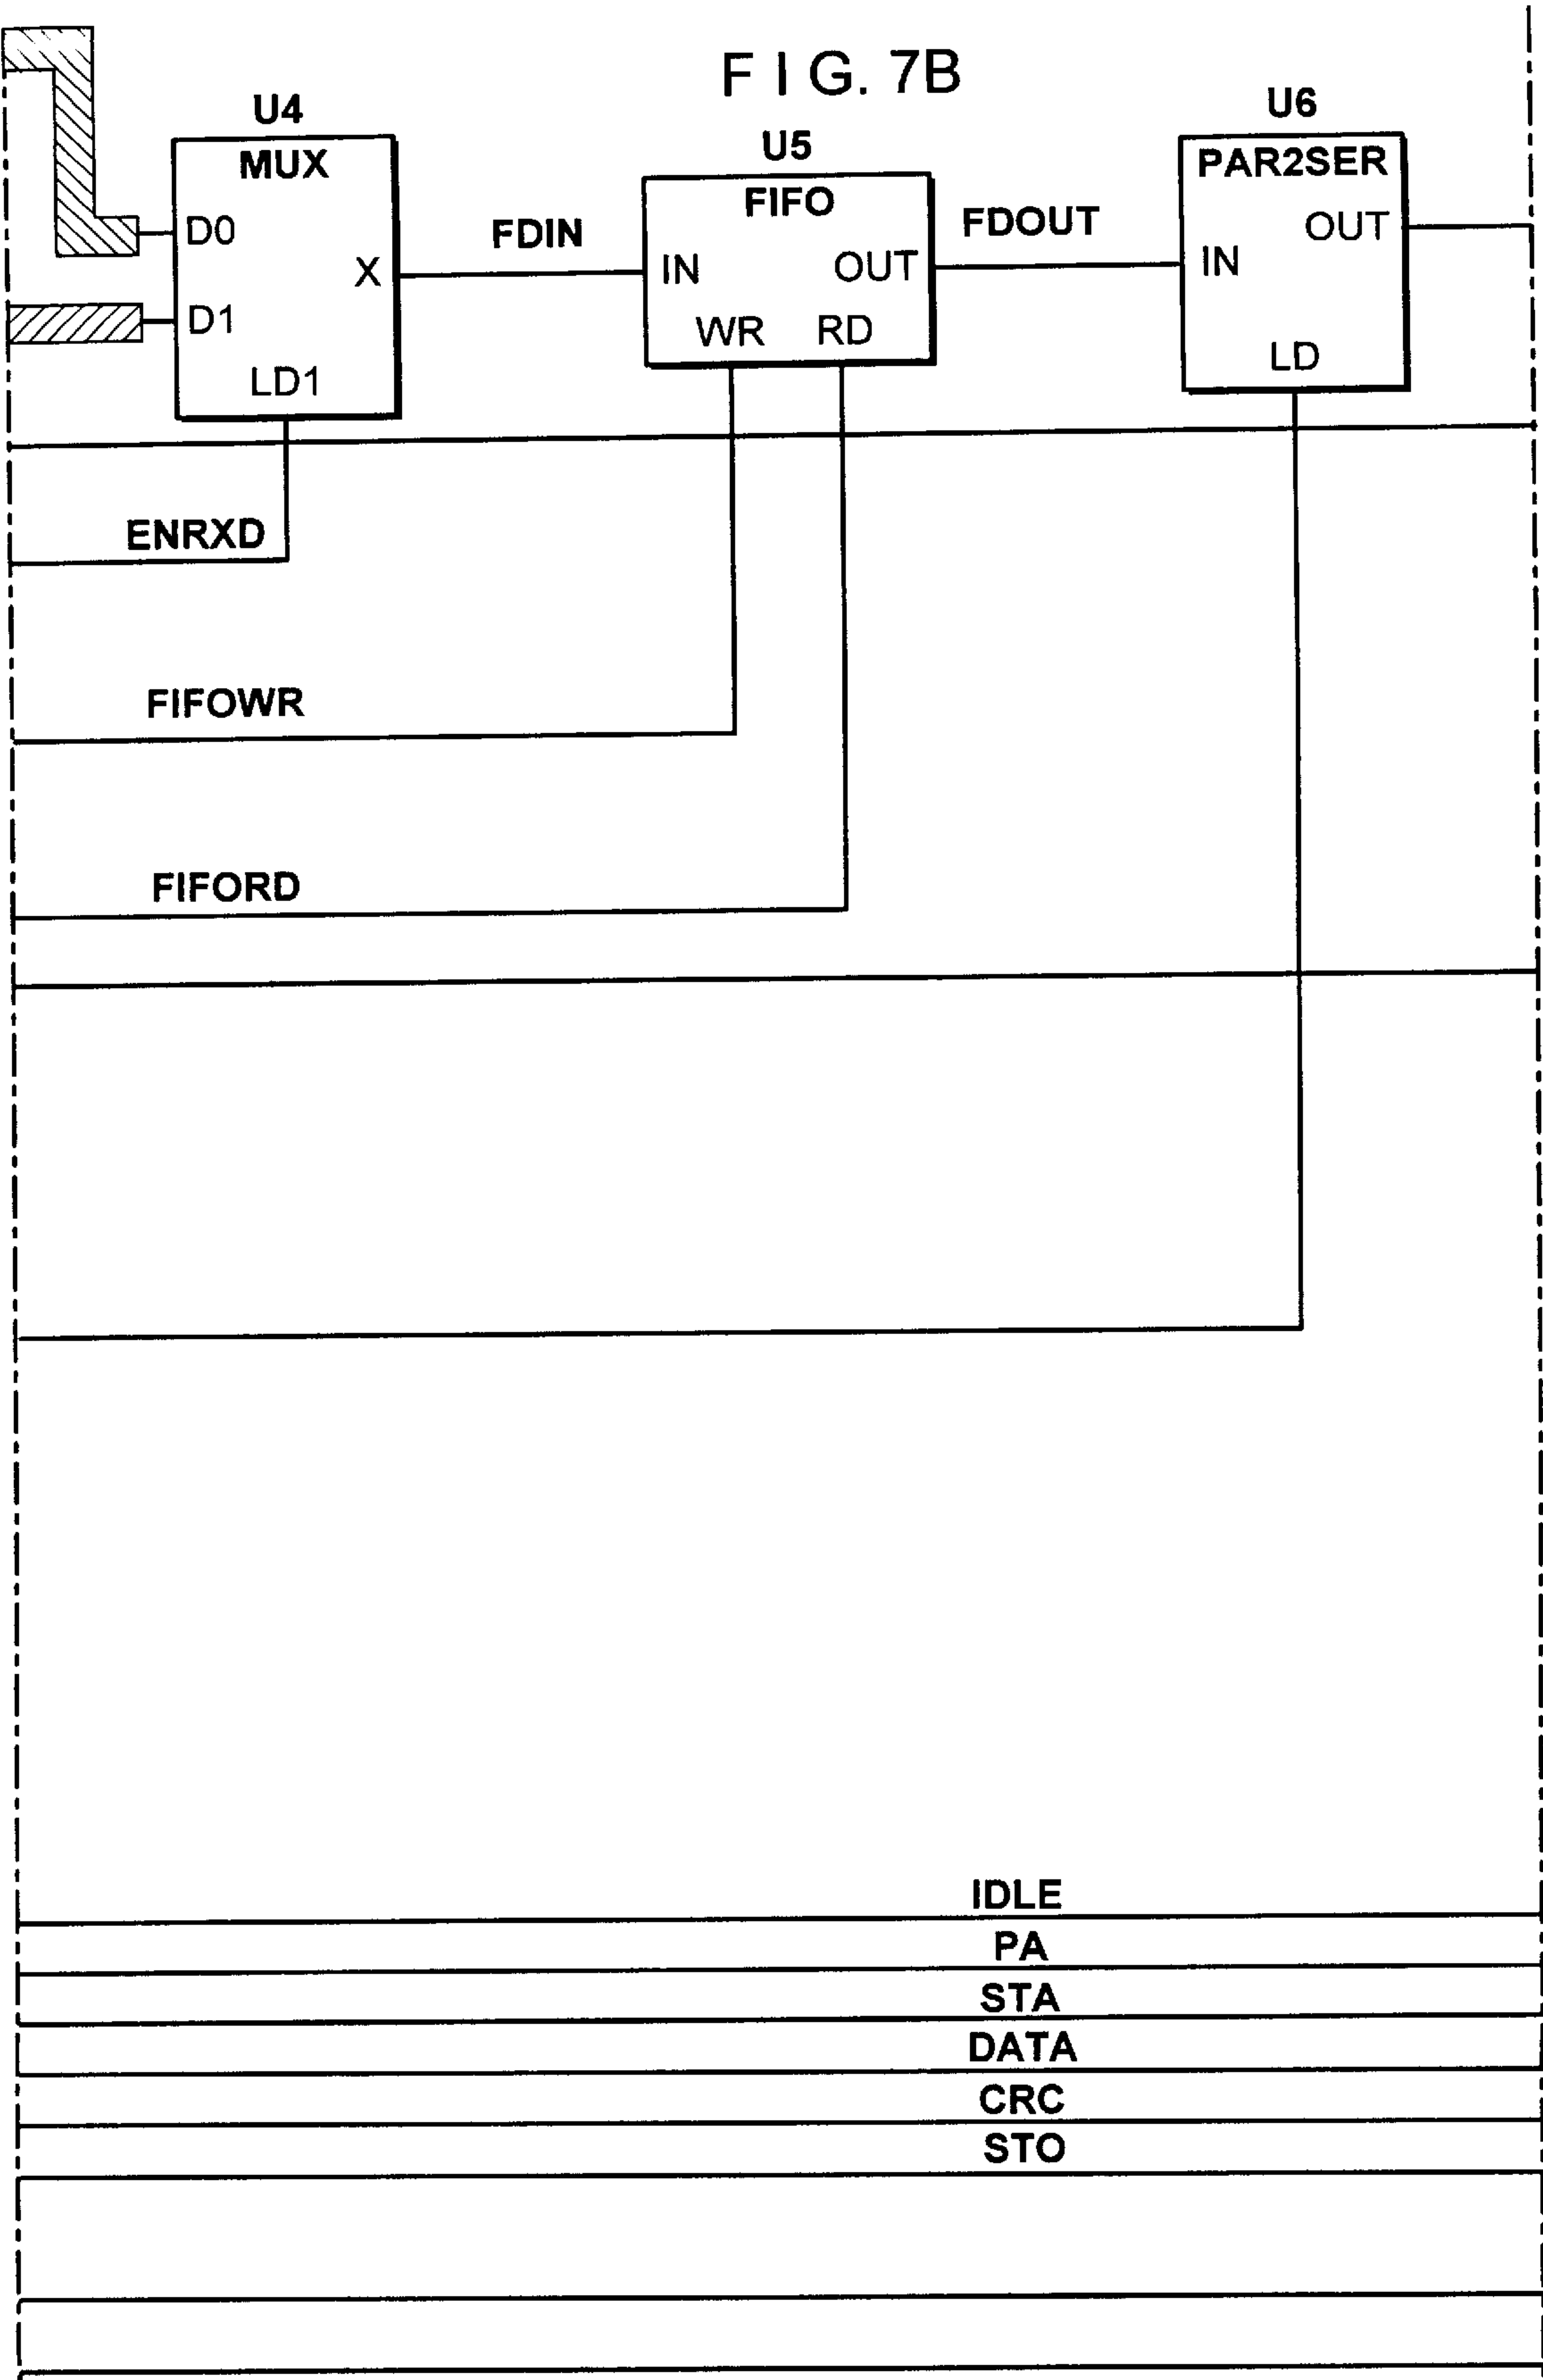 FIG. 7B
U4
MUX
D0
D1
X
LD1
FDIN
U5
FIFO
IN
OUT
WR
RD
FDOUT
U6
PAR2SER
IN
OUT
LD
ENRXD
FIFOWR
FIFORD
IDLE
PA
STA
DATA
CRC
STO